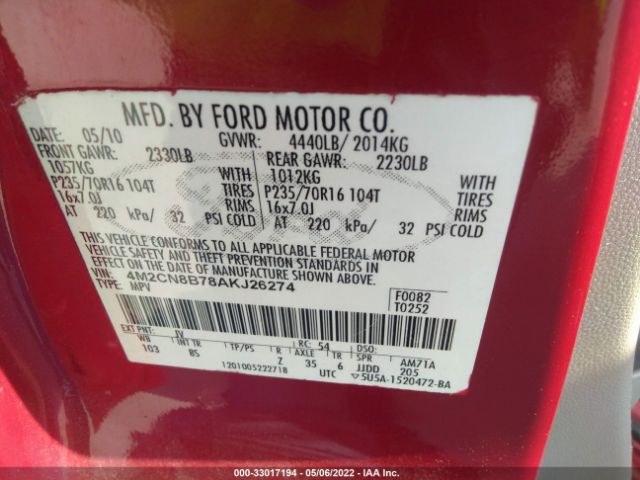 MFD. BY FORD MOTOR CO.
DATE: 05/10 GVWR: 4440LB/ 2014KG
FRONT GAWR: 2330LB REAR GAWR: 2230LB
1057KG WITH 1012KG WITH
P235/70R16 104T TIRES P235/70R16 104T TIRES
16x7.0J RIMS 16x7.0J RIMS
AT 220 kPa/ 32 PSI COLD AT 220 kPa/ 32 PSI COLD
THIS VEHICLE CONFORMS TO ALL APPLICABLE FEDERAL MOTOR
VEHICLE SAFETY AND THEFT PREVENTION STANDARDS IN
EFFECT ON THE DATE OF MANUFACTURE SHOWN ABOVE.
VIN: 4M2CN8B78AKJ26274 F0082
TYPE: MPV T0252
EXT PNT: JV RC: 54 DSO:
WB INT TR TP/PS R AXLE TR SPR AM71A
103 BS Z 35 6 JJDD 205
1201005222718 UTC 5U5A-1520472-BA
000-33017194 - 05/06/2022 - IAA Inc.